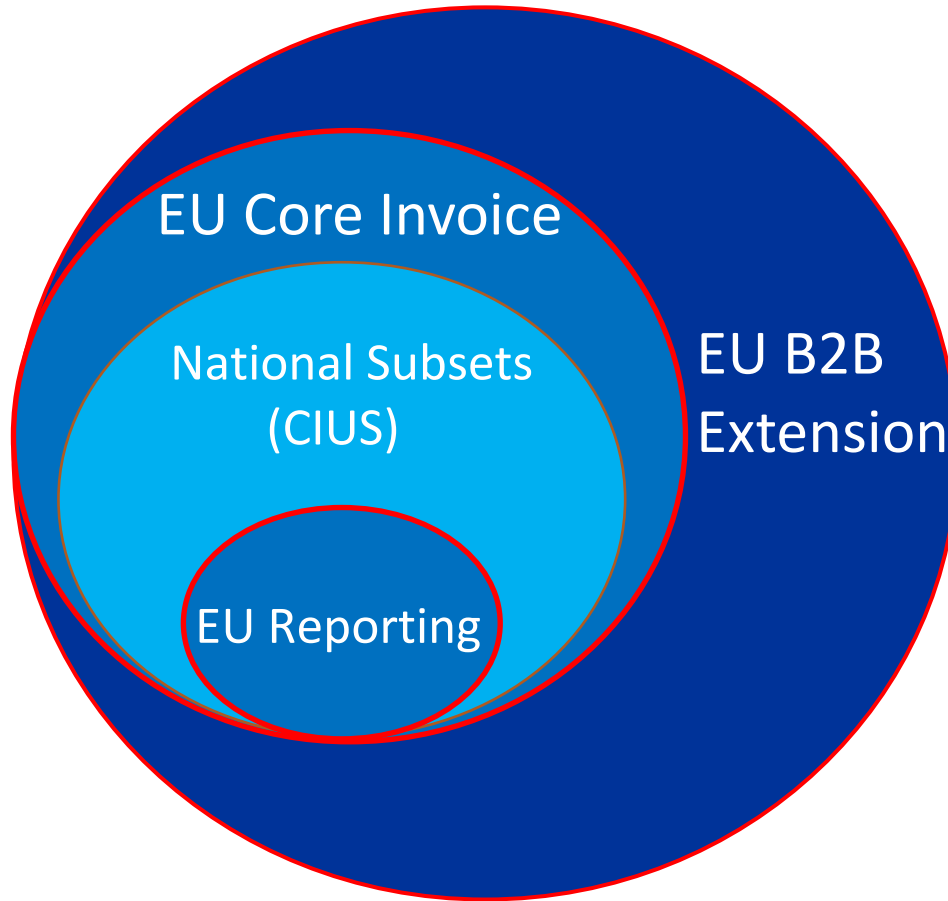 EU Core Invoice
National Subsets
(CIUS)
EU B2B
Extension
EU Reporting